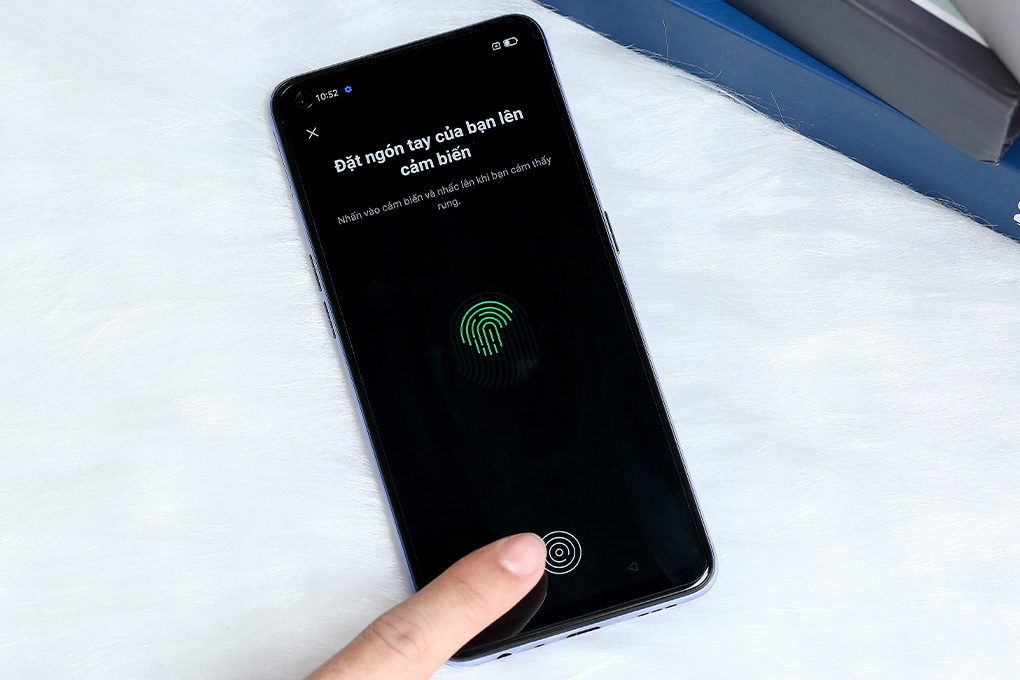 10:52
Đặt ngón tay của bạn lên
cảm biến
Nhấn vào cảm biến và nhấc lên khi bạn cảm thấy
rung.